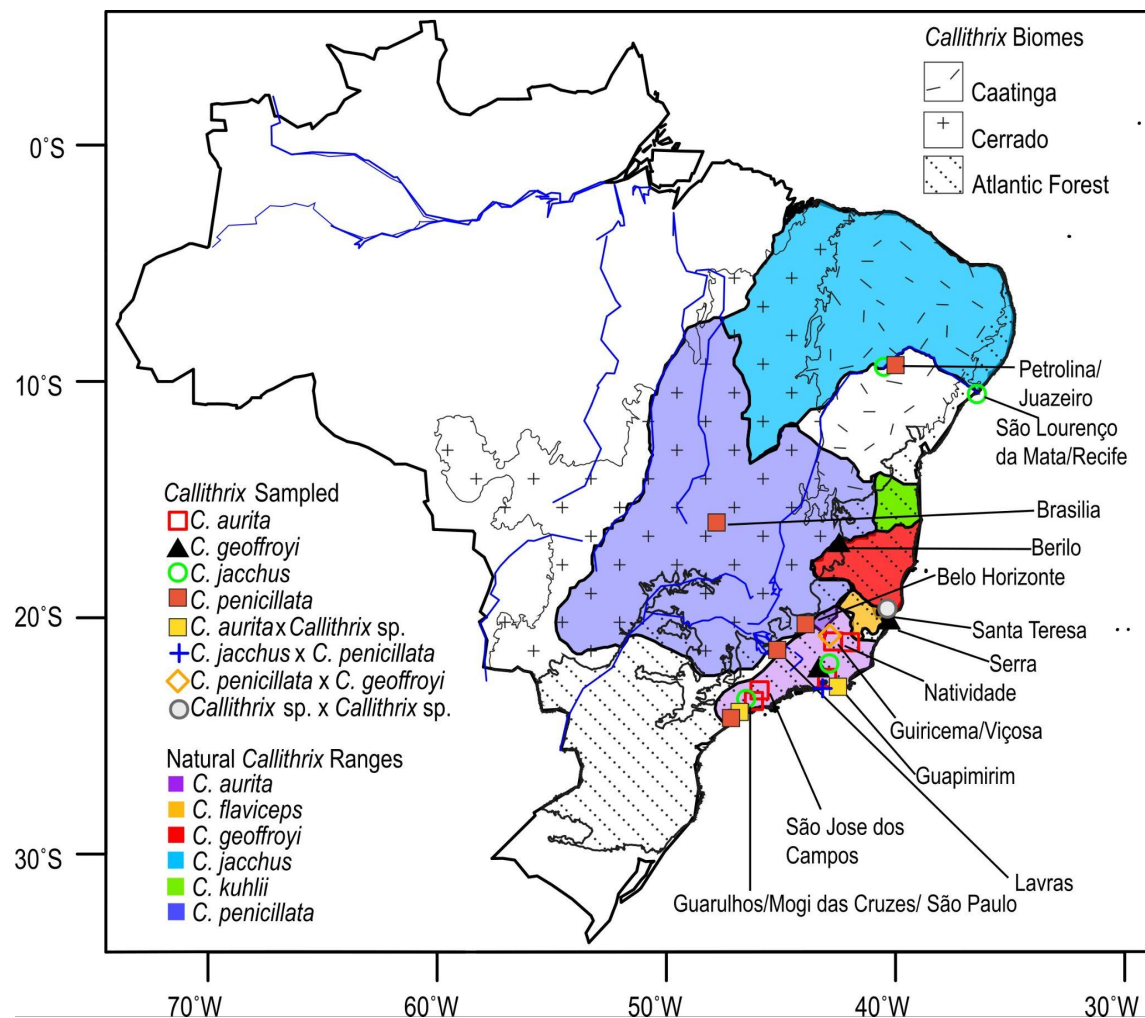 Callithrix Biomes
Caatinga
Cerrado
Atlantic Forest
0°S
10°S
20°S
30°S
Petrolina/
Juazeiro
São Lourenço
da Mata/Recife
Brasilia
Berilo
Belo Horizonte
Santa Teresa
Serra
Natividade
Guiricema/Viçosa
Guapimirim
São Jose dos
Campos
Lavras
Guarulhos/Mogi das Cruzes/ São Paulo
Callithrix Sampled
C. aurita
C. geoffroyi
C. jacchus
C. penicillata
C. aurita x Callithrix sp.
C. jacchus x C. penicillata
C. penicillata x C. geoffroyi
Callithrix sp. x Callithrix sp.
Natural Callithrix Ranges
C. aurita
C. flaviceps
C. geoffroyi
C. jacchus
C. kuhlii
C. penicillata
70°W
60°W
50°W
40°W
30°W